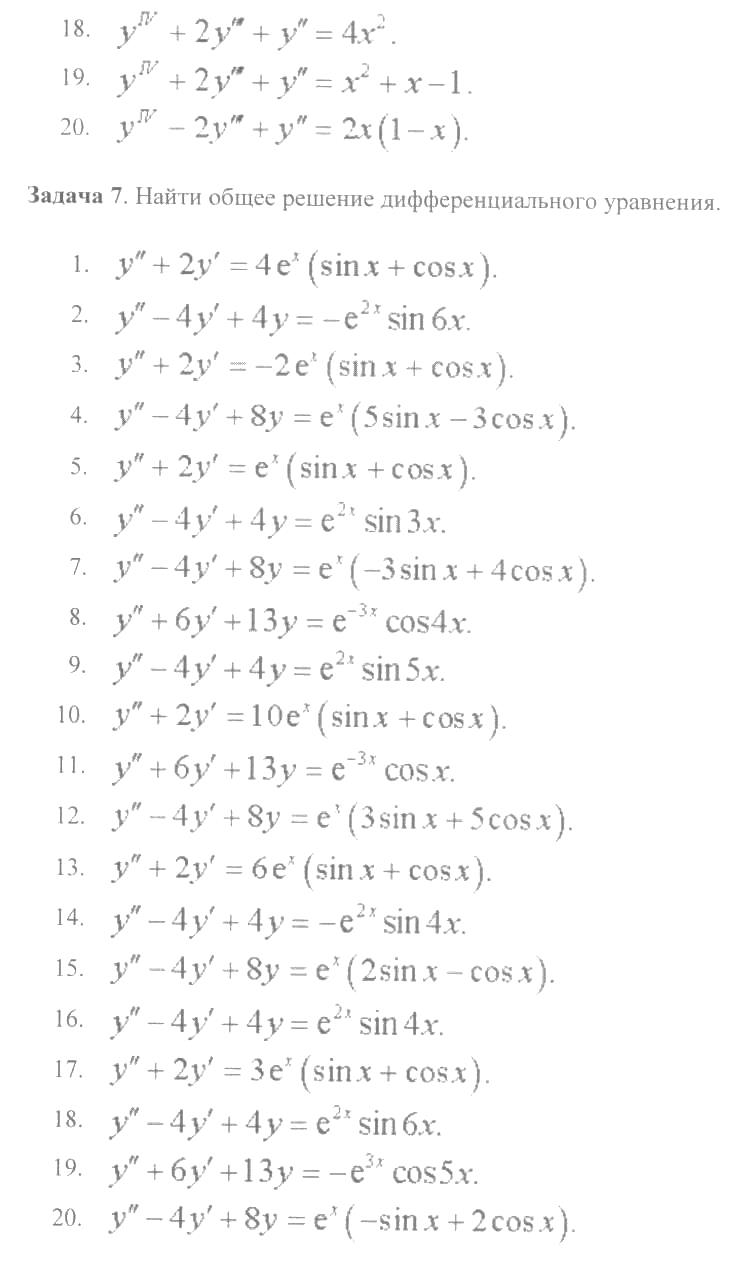 18. y^IV + 2y''' + y'' = 4x².
19. y^IV + 2y''' + y'' = x² + x − 1.
20. y^IV − 2y''' + y'' = 2x(1 − x).
Задача 7. Найти общее решение дифференциального уравнения.
1. y'' + 2y' = 4e^x (sin x + cos x).
2. y'' − 4y' + 4y = −e^2x sin 6x.
3. y'' + 2y' = −2e^x (sin x + cos x).
4. y'' − 4y' + 8y = e^x (5 sin x − 3 cos x).
5. y'' + 2y' = e^x (sin x + cos x).
6. y'' − 4y' + 4y = e^2x sin 3x.
7. y'' − 4y' + 8y = e^x (−3 sin x + 4 cos x).
8. y'' + 6y' + 13y = e^−3x cos 4x.
9. y'' − 4y' + 4y = e^2x sin 5x.
10. y'' + 2y' = 10e^x (sin x + cos x).
11. y'' + 6y' + 13y = e^−3x cos x.
12. y'' − 4y' + 8y = e^x (3 sin x + 5 cos x).
13. y'' + 2y' = 6e^x (sin x + cos x).
14. y'' − 4y' + 4y = −e^2x sin 4x.
15. y'' − 4y' + 8y = e^x (2 sin x − cos x).
16. y'' − 4y' + 4y = e^2x sin 4x.
17. y'' + 2y' = 3e^x (sin x + cos x).
18. y'' − 4y' + 4y = e^2x sin 6x.
19. y'' + 6y' + 13y = −e^3x cos 5x.
20. y'' − 4y' + 8y = e^x (−sin x + 2 cos x).